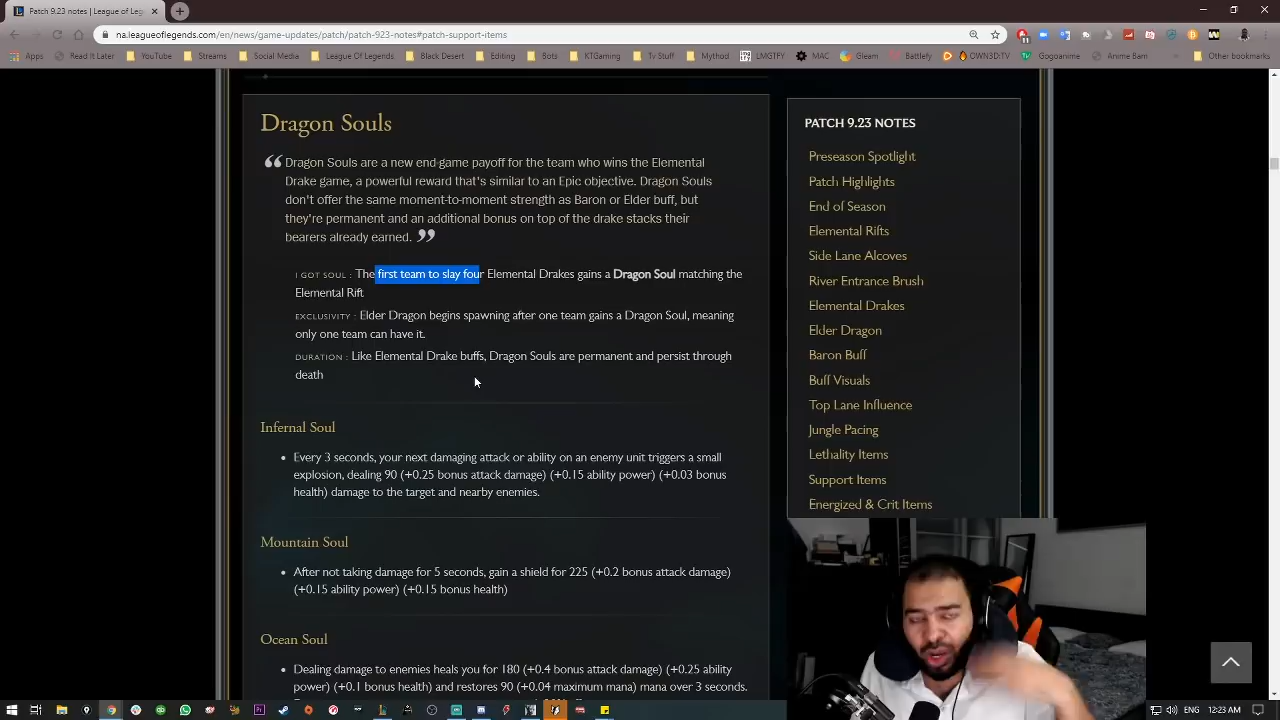 Patch 9.23 notes | League of Leg
na.leagueoflegends.com/en/news/game-updates/patch/patch-923-notes#patch-support-items
11
Apps
Read It Later
YouTube
Streams
Social-Media
League Of Legends
Black Desert
Editing
Bots
KTGaming
Tv Stuff
Mythod
LMGTFY
MAC
Gleam
Betterfly
OWN3D:TV
Gogoanime
Anime Barn
Other bookmarks
Dragon Souls
Dragon Souls are a new end-game payoff for the team who wins the Elemental
Drake game, a powerful reward that's similar to an Epic objective. Dragon Souls
don't offer the same moment-to-moment strength as Baron or Elder buff, but
they're permanent and an additional bonus on top of the drake stacks their
bearers already earned.
I GOT SOUL : The first team to slay four Elemental Drakes gains a Dragon Soul matching the
Elemental Rift
EXCLUSIVITY : Elder Dragon begins spawning after one team gains a Dragon Soul, meaning
only one team can have it.
DURATION : Like Elemental Drake buffs, Dragon Souls are permanent and persist through
death
Infernal Soul
Every 3 seconds, your next damaging attack or ability on an enemy unit triggers a small
explosion, dealing 90 (+0.25 bonus attack damage) (+0.15 ability power) (+0.03 bonus
health) damage to the target and nearby enemies.
Mountain Soul
After not taking damage for 5 seconds, gain a shield for 225 (+0.2 bonus attack damage)
(+0.15 ability power) (+0.15 bonus health)
Ocean Soul
Dealing damage to enemies heals you for 180 (+0.4 bonus attack damage) (+0.25 ability
power) (+0.1 bonus health) and restores 90 (+0.04 maximum mana) mana over 3 seconds.
PATCH 9.23 NOTES
Preseason Spotlight
Patch Highlights
End of Season
Elemental Rifts
Side Lane Alcoves
River Entrance Brush
Elemental Drakes
Elder Dragon
Baron Buff
Buff Visuals
Top Lane Influence
Jungle Pacing
Lethality Items
Support Items
Energized & Crit Items
ENG
12:23 AM